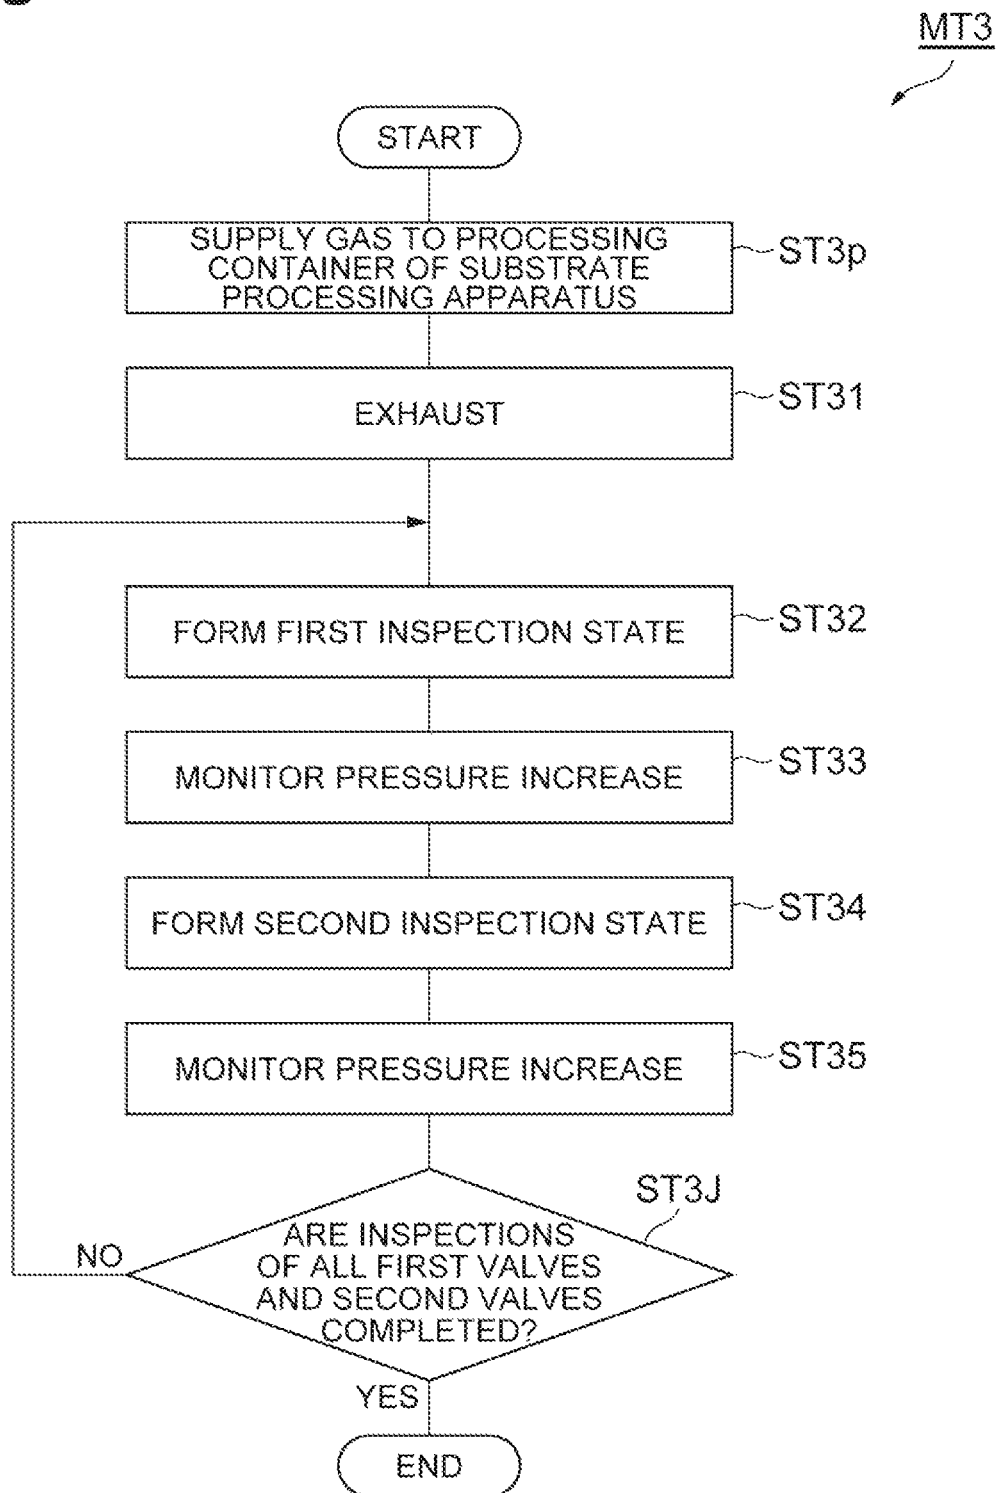 MT3
START
SUPPLY GAS TO PROCESSING
CONTAINER OF SUBSTRATE
PROCESSING APPARATUS
ST3p
EXHAUST
ST31
FORM FIRST INSPECTION STATE
ST32
MONITOR PRESSURE INCREASE
ST33
FORM SECOND INSPECTION STATE
ST34
MONITOR PRESSURE INCREASE
ST35
ST3J
ARE INSPECTIONS
OF ALL FIRST VALVES
AND SECOND VALVES
COMPLETED?
NO
YES
END